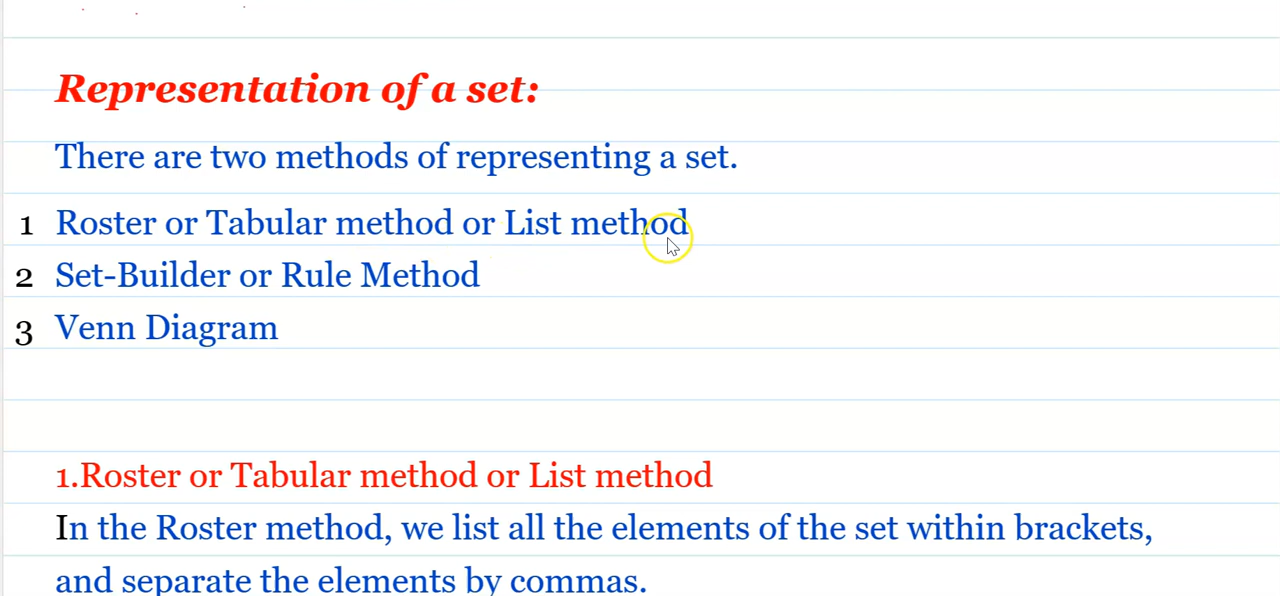 Representation of a set:
There are two methods of representing a set.
1 Roster or Tabular method or List method
2 Set-Builder or Rule Method
3 Venn Diagram
1.Roster or Tabular method or List method
In the Roster method, we list all the elements of the set within brackets,
and separate the elements by commas.